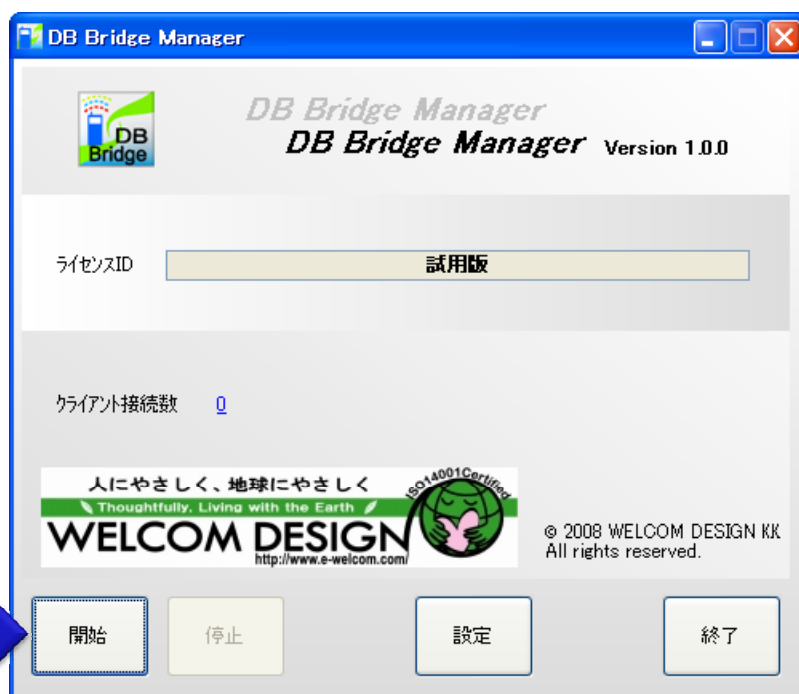 DB Bridge Manager
DB Bridge
DB Bridge Manager
DB Bridge Manager Version 1.0.0
ライセンスID 試用版
クライアント接続数 0
人にやさしく、地球にやさしく
Thoughtfully, Living with the Earth
WELCOM DESIGN
http://www.e-welcom.com/
ISO14001Certified
© 2008 WELCOM DESIGN KK
All rights reserved.
開始 停止 設定 終了